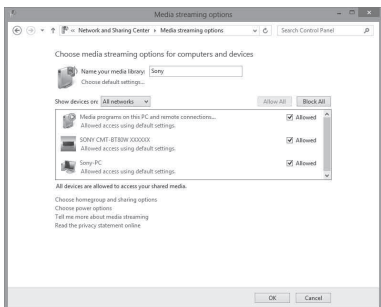 Media streaming options
« Network and Sharing Center ▸ Media streaming options
Search Control Panel
Choose media streaming options for computers and devices
Name your media library: Sony
Choose default settings...
Show devices on: All networks
Allow All
Block All
Media programs on this PC and remote connections...
Allowed access using default settings.
Allowed
SONY CMT-BT80W XXXXXX
Allowed access using default settings.
Allowed
Sony-PC
Allowed access using default settings.
Allowed
All devices are allowed to access your shared media.
Choose homegroup and sharing options
Choose power options
Tell me more about media streaming
Read the privacy statement online
OK
Cancel